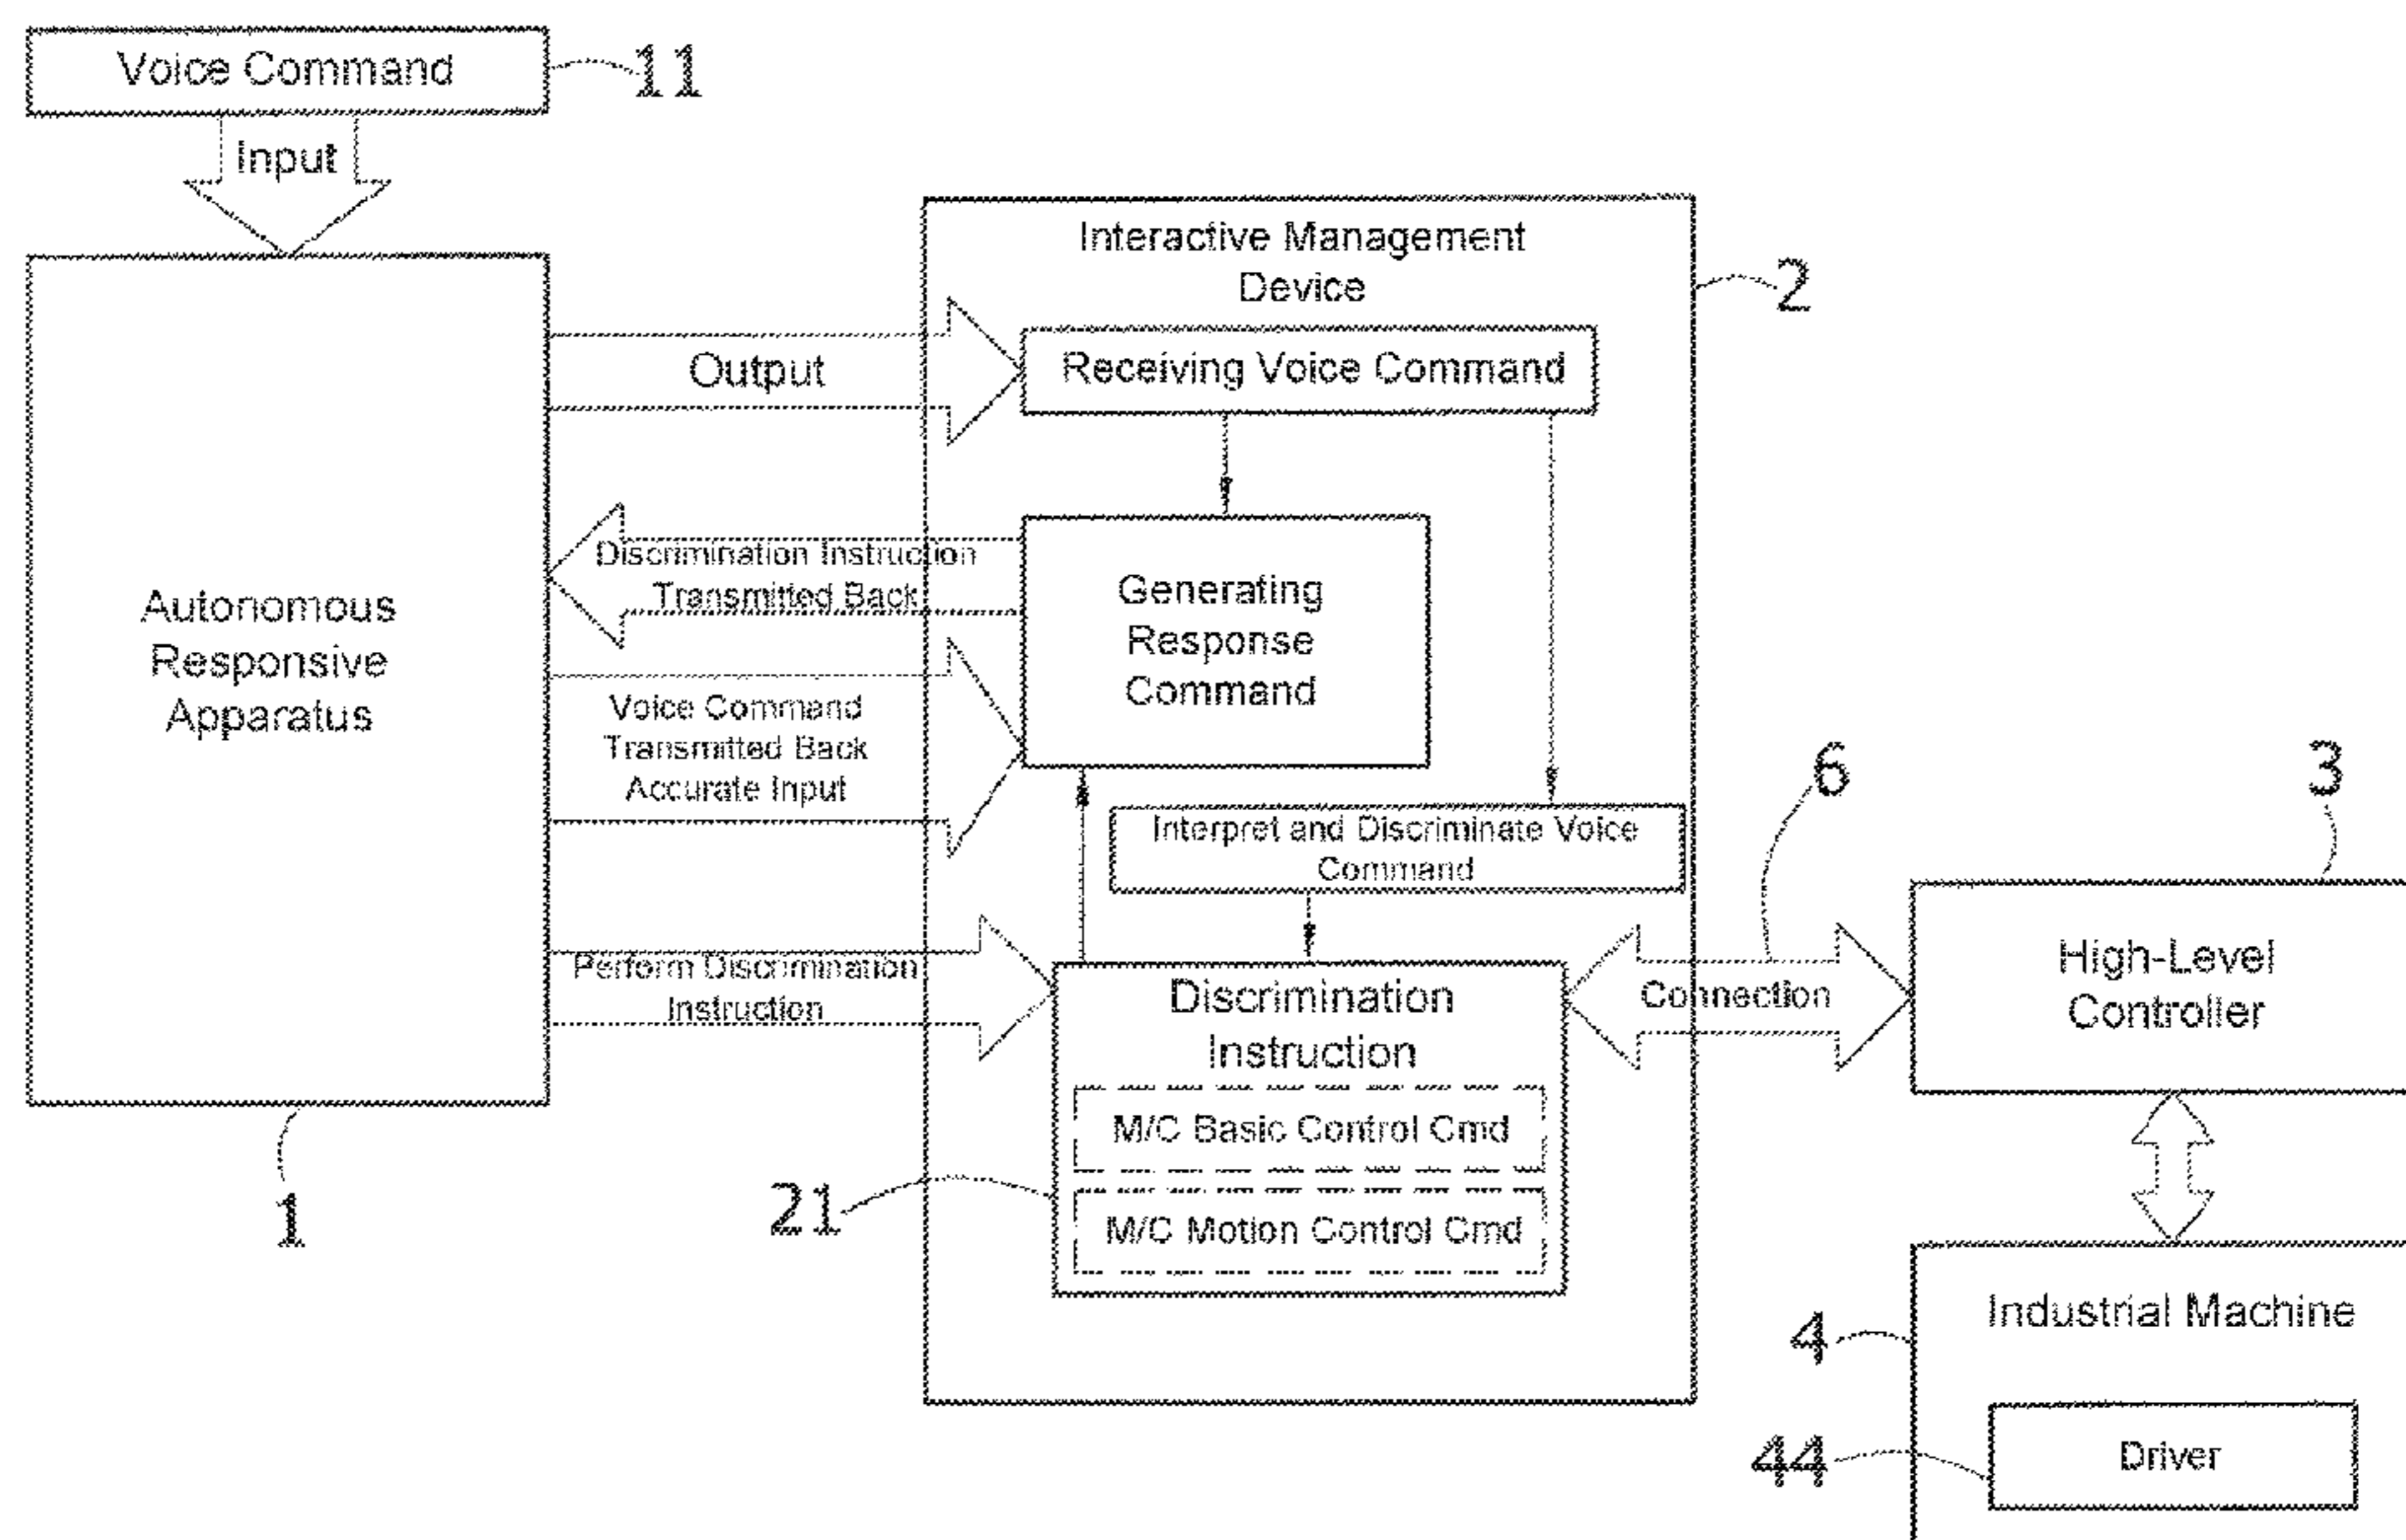 Voice Command
11
Input
Interactive Management
Device
2
Output
Receiving Voice Command
Discrimination Instruction
Transmitted Back
Generating
Response
Command
Autonomous
Responsive
Apparatus
Voice Command
Transmitted Back
Accurate Input
6
3
Interpret and Discriminate Voice
Command
High-Level
Controller
Perform Discrimination
Instruction
Discrimination
Instruction
Connection
M/C Basic Control Cmd
1
21
M/C Motion Control Cmd
Industrial Machine
4
44
Driver